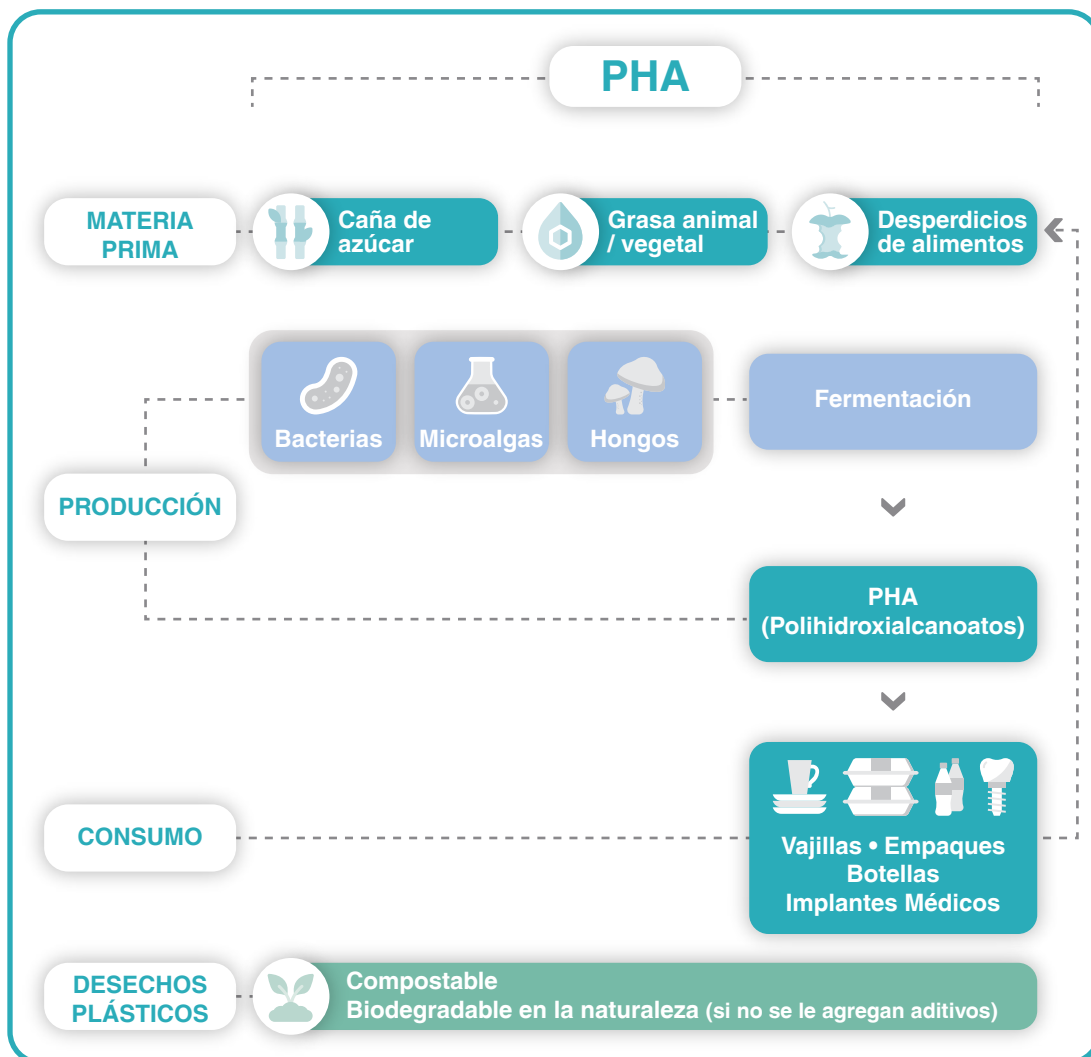 PHA
MATERIA
PRIMA
Caña de
azúcar
Grasa animal
/ vegetal
Desperdicios
de alimentos
Bacterias
Microalgas
Hongos
Fermentación
PRODUCCIÓN
PHA
(Polihidroxialcanoatos)
CONSUMO
Vajillas • Empaques
Botellas
Implantes Médicos
DESECHOS
PLÁSTICOS
Compostable
Biodegradable en la naturaleza (si no se le agregan aditivos)